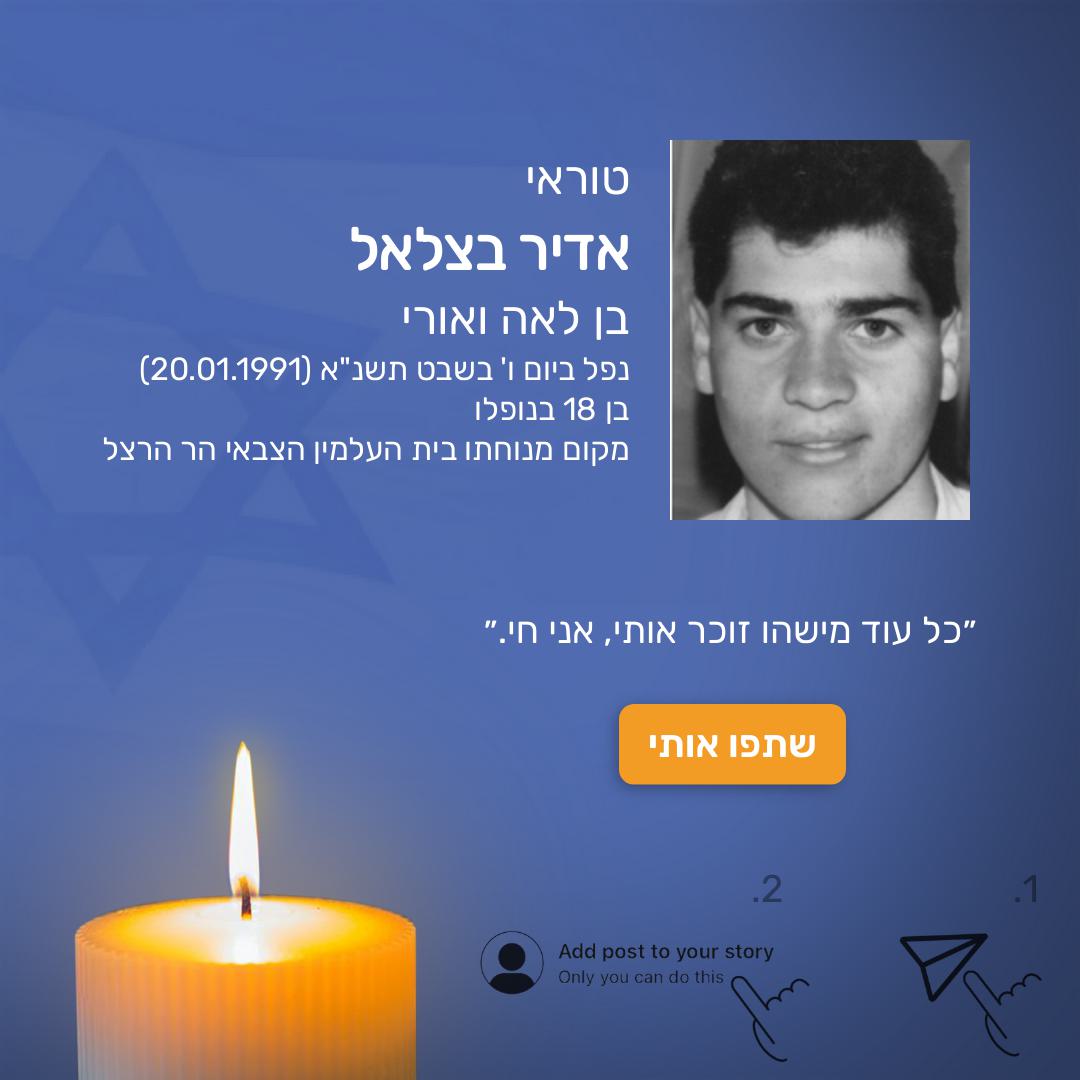 טוראי
אדיר בצלאל
בן לאה ואורי
נפל ביום ו' בשבט תשנ"א (20.01.1991)
בן 18 בנופלו
מקום מנוחתו בית העלמין הצבאי הר הרצל
״כל עוד מישהו זוכר אותי, אני חי.״
שתפו אותי
1.
2.
Add post to your story
Only you can do this